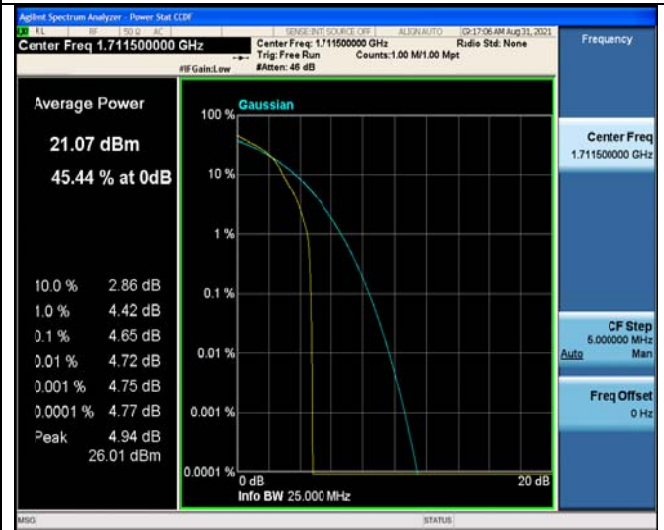 Agilent Spectrum Analyzer - Power Stat CCDF
RL RF 50 Ω AC SENSE:INT SOURCE OFF ALIGN AUTO 09:17:06 AM Aug 31, 2021
Center Freq 1.711500000 GHz
Center Freq: 1.711500000 GHz Radio Std: None
Trig: Free Run Counts:1.00 M/1.00 Mpt
#IFGain:Low #Atten: 46 dB
Frequency
Average Power
21.07 dBm
45.44 % at 0dB
10.0 % 2.86 dB
1.0 % 4.42 dB
0.1 % 4.65 dB
0.01 % 4.72 dB
0.001 % 4.75 dB
0.0001 % 4.77 dB
Peak 4.94 dB
26.01 dBm
Gaussian
100 %
10 %
1 %
0.1 %
0.01 %
0.001 %
0.0001 %
0 dB 20 dB
Info BW 25.000 MHz
Center Freq
1.711500000 GHz
CF Step
5.000000 MHz
Auto Man
Freq Offset
0 Hz
MSG STATUS